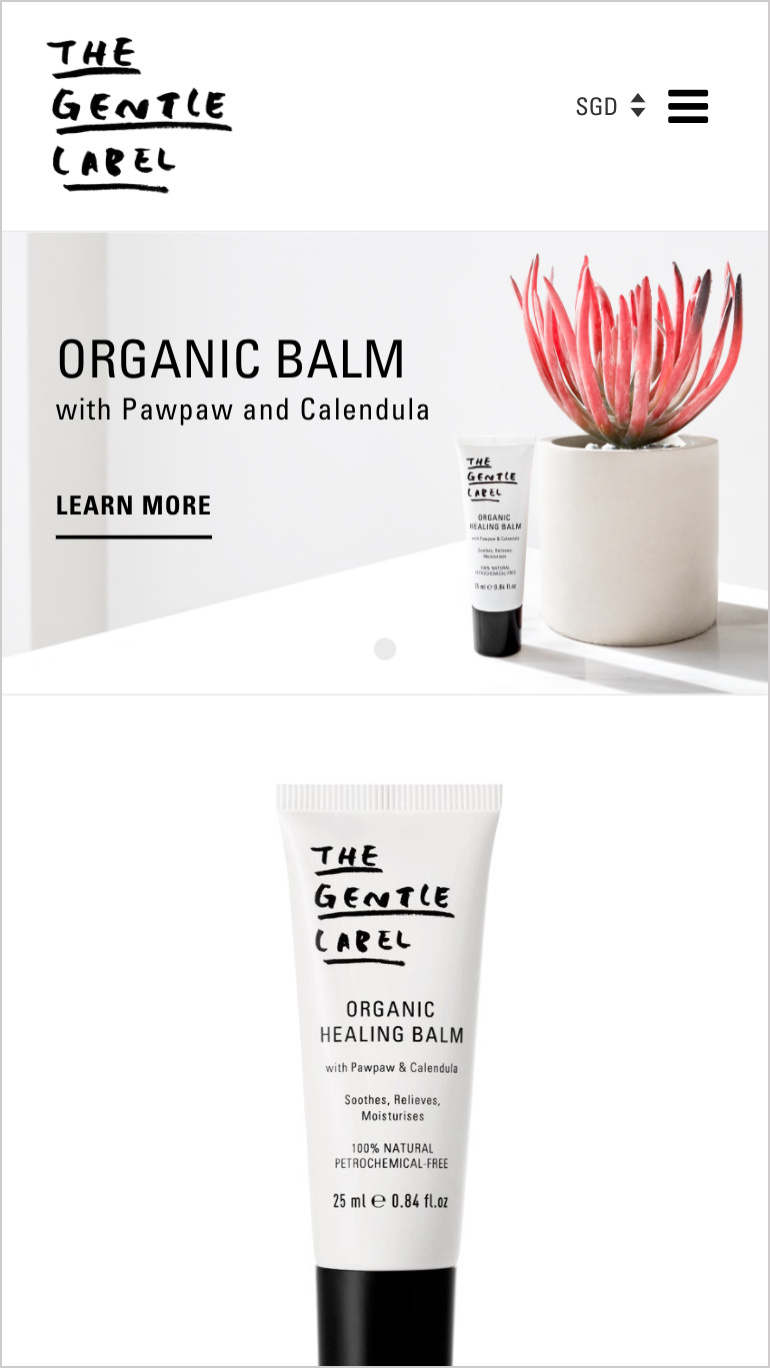 THE
GENTLE
LABEL
SGD
ORGANIC BALM
with Pawpaw and Calendula
LEARN MORE
THE
GENTLE
LABEL
ORGANIC
HEALING BALM
with Pawpaw & Calendula
Soothes, Relieves,
Moisturises
100% NATURAL
PETROCHEMICAL-FREE
25 ml ℮ 0.84 fl.oz
THE
GENTLE
LABEL
ORGANIC
HEALING BALM
with Pawpaw & Calendula
Soothes, Relieves,
Moisturises
100% NATURAL
PETROCHEMICAL-FREE
25 ml ℮ 0.84 fl.oz